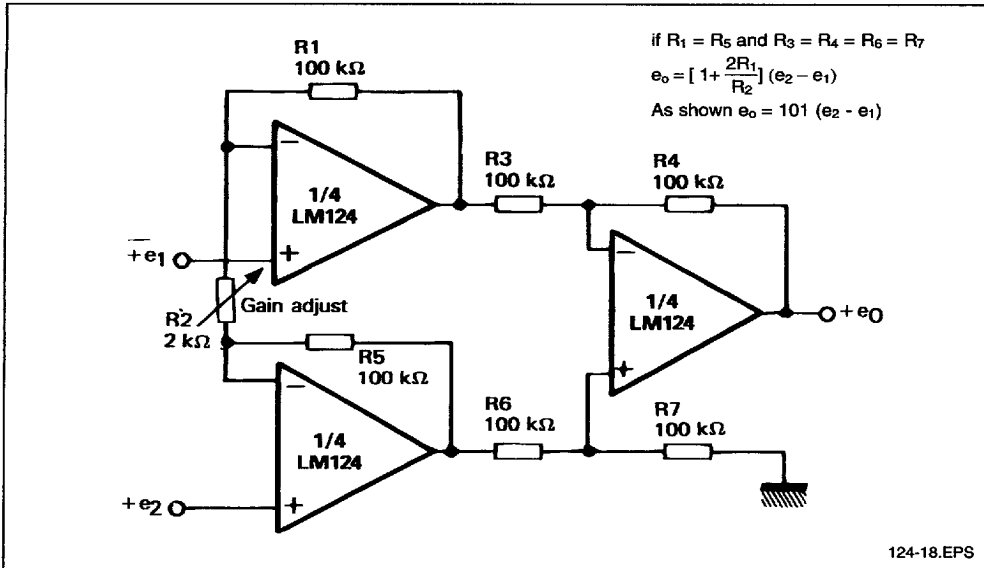 R1
100 kΩ
if R1 = R5 and R3 = R4 = R6 = R7
eo = [ 1+ 2R1/R2 ] (e2 – e1)
As shown eo = 101 (e2 - e1)
–
1/4
LM124
+
+e1
R3
100 kΩ
R4
100 kΩ
Gain adjust
R2
2 kΩ
–
1/4
LM124
+
+eo
R5
100 kΩ
–
1/4
LM124
+
+e2
R6
100 kΩ
R7
100 kΩ
124-18.EPS